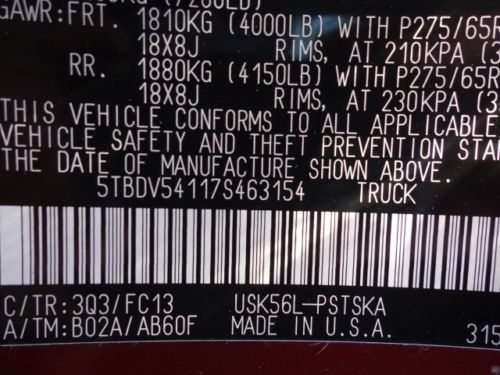 (7200LB)
GAWR:FRT. 1810KG (4000LB) WITH P275/65R
18X8J RIMS, AT 210KPA (3
RR. 1880KG (4150LB) WITH P275/65R
18X8J RIMS, AT 230KPA (3
THIS VEHICLE CONFORMS TO ALL APPLICABLE
VEHICLE SAFETY AND THEFT PREVENTION STAN
THE DATE OF MANUFACTURE SHOWN ABOVE.
5TBDV54117S463154 TRUCK
C/TR:3Q3/FC13 USK56L-PSTSKA
A/TM:B02A/AB60F MADE IN U.S.A. 315